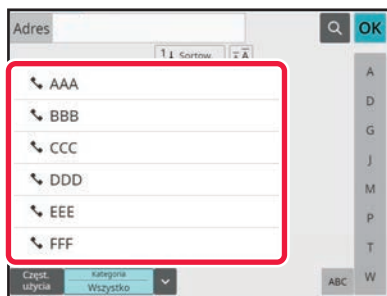 Adres OK
Sortow.
A
AAA
D
BBB
G
CCC
J
DDD
M
EEE
P
FFF
T
Częst. użycia
Kategoria
Wszystko
ABC
W